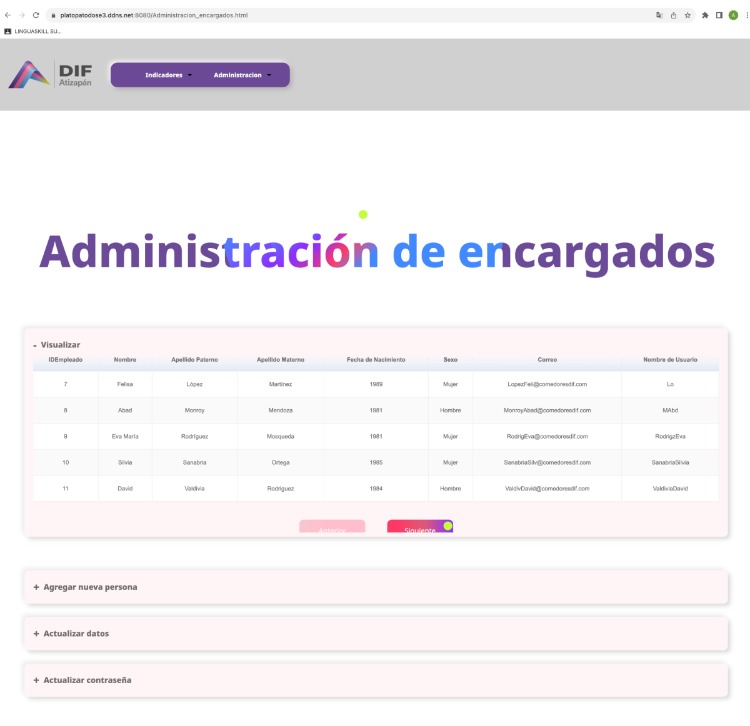 platopatodose3.ddns.net:8080/Administracion_encargados.html
LINGUASKILL EU...
DIF
Atizapán
Indicadores Administracion
Administración de encargados
- Visualizar
IDEmpleado Nombre Apellido Paterno Apellido Materno Fecha de Nacimiento Sexo Correo Nombre de Usuario
7 Felisa López Martínez 1989 Mujer LopezFeli@comedoresdif.com Lo
8 Abad Monroy Mendoza 1981 Hombre MonroyAbad@comedoresdif.com MAbd
9 Eva María Rodríguez Mosqueda 1981 Mujer RodrigEva@comedoresdif.com RodrigzEva
10 Silvia Sanabria Ortega 1985 Mujer SanabriaSilv@comedoresdif.com SanabriaSilvia
11 David Valdivia Rodríguez 1984 Hombre ValdivDavid@comedoresdif.com ValdiviaDavid
Anterior Siguiente
+ Agregar nueva persona
+ Actualizar datos
+ Actualizar contraseña